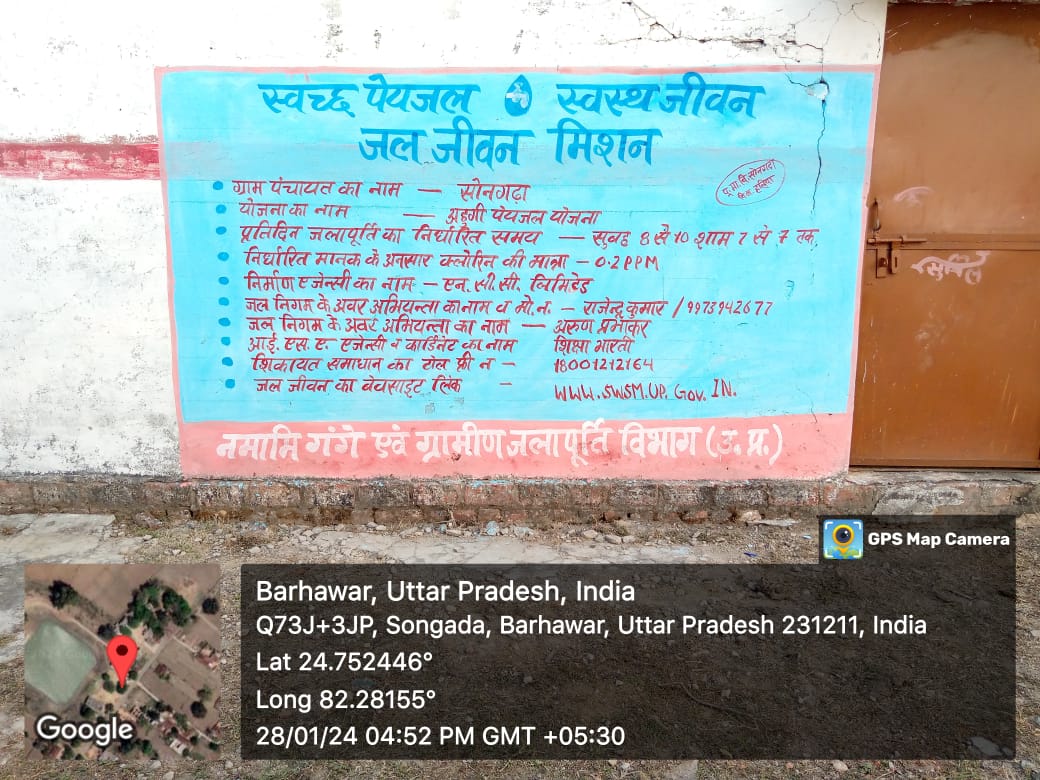 स्वच्छ पेयजल स्वस्थ जीवन
जल जीवन मिशन
ग्राम पंचायत का नाम — सोनगढ़ा
योजना का नाम — अहुगी पेयजल योजना
प्रतिदिन जलापूर्ति का निर्धारित समय — सुबह 8 से 10 शाम 7 से 7 तक,
निर्धारित मानक के अनुसार क्लोरिन की मात्रा – 0.2 PPM
निर्माण एजेन्सी का नाम – एन. सी. सी. लिमिटेड
जल निगम के अवर अभियन्ता का नाम व मो. न. – राजेन्द्र कुमार / 9973942677
जल निगम के अवर अभियन्ता का नाम — अरुण प्रभाकर
आई. एस. ए- एजेन्सी व कार्डिनेट का नाम शिक्षा भारती
शिकायत समाधान का टोल फ्री न – 18001212164
जल जीवन का वेबसाइट लिंक – WWW.SWSM.UP.Gov.IN.
नमामि गंगे एवं ग्रामीण जलापूर्ति विभाग (उ. प्र.)
GPS Map Camera
Barhawar, Uttar Pradesh, India
Q73J+3JP, Songada, Barhawar, Uttar Pradesh 231211, India
Lat 24.752446°
Long 82.28155°
28/01/24 04:52 PM GMT +05:30
Google